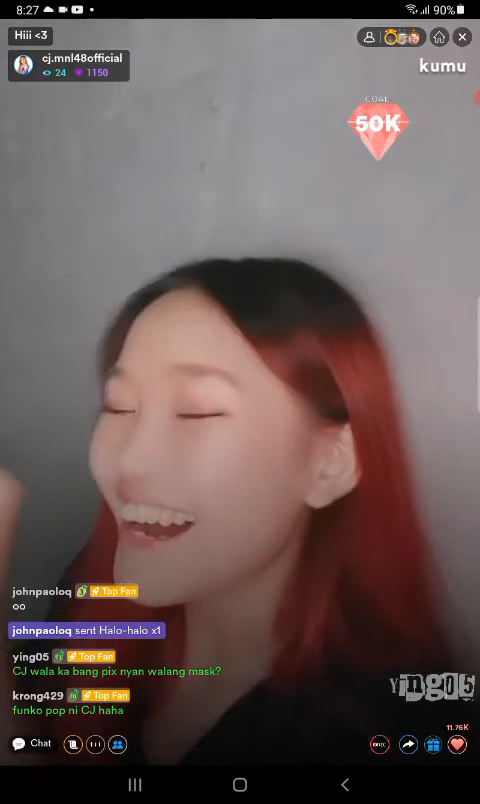 8:27
90%
Hiii <3
cj.mnl48official
24 1150
kumu
GOAL
50K
johnpaoloq Top Fan
oo
johnpaoloq sent Halo-halo x1
ying05 Top Fan
CJ wala ka bang pix nyan walang mask?
krong429 Top Fan
funko pop ni CJ haha
Ying05
11.76K
Chat